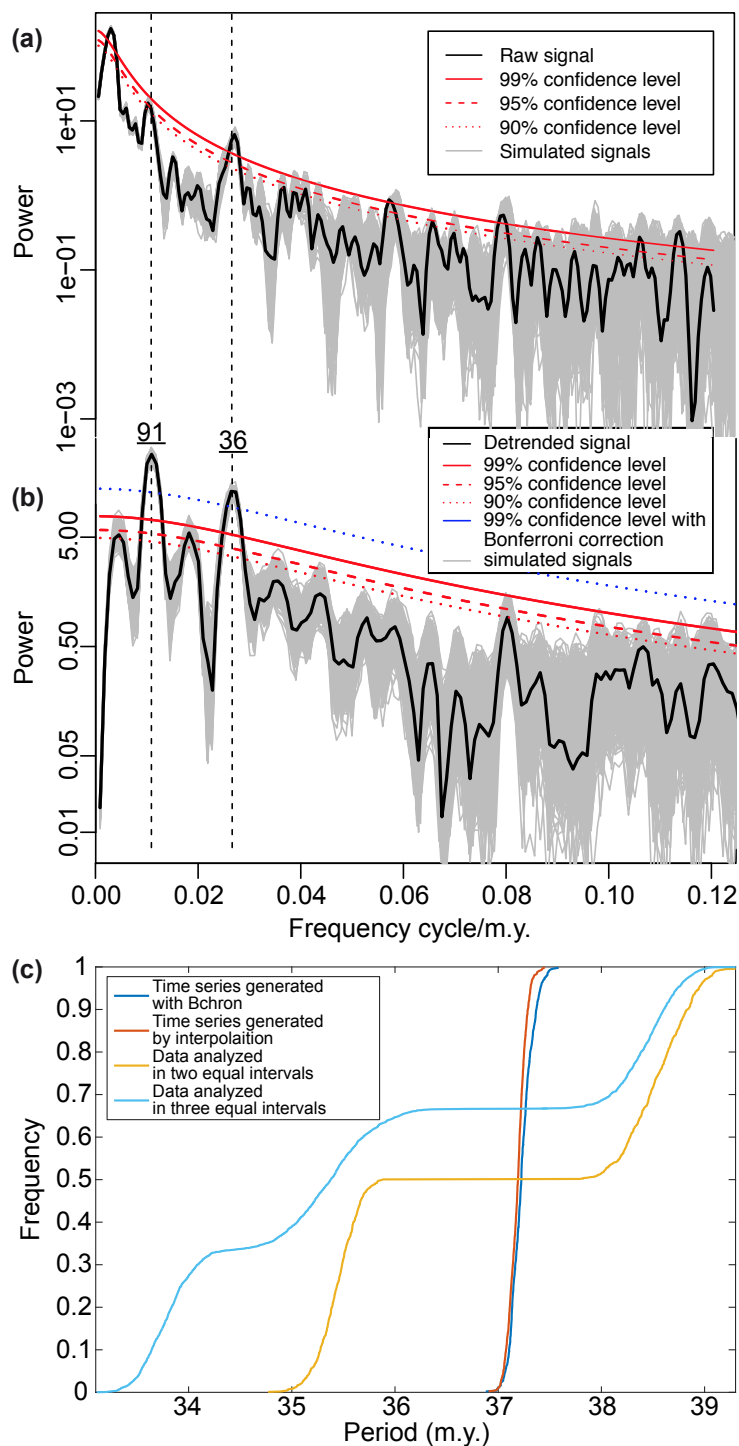 (a)
Raw signal
99% confidence level
95% confidence level
90% confidence level
Simulated signals
Power
1e+01
1e-01
1e-03
91
36
(b)
Detrended signal
99% confidence level
95% confidence level
90% confidence level
99% confidence level with
Bonferroni correction
simulated signals
Power
5.00
0.50
0.05
0.01
0.00 0.02 0.04 0.06 0.08 0.10 0.12
Frequency cycle/m.y.
(c)
Time series generated
with Bchron
Time series generated
by interpolaition
Data analyzed
in two equal intervals
Data analyzed
in three equal intervals
Frequency
1
0.9
0.8
0.7
0.6
0.5
0.4
0.3
0.2
0.1
0
34 35 36 37 38 39
Period (m.y.)